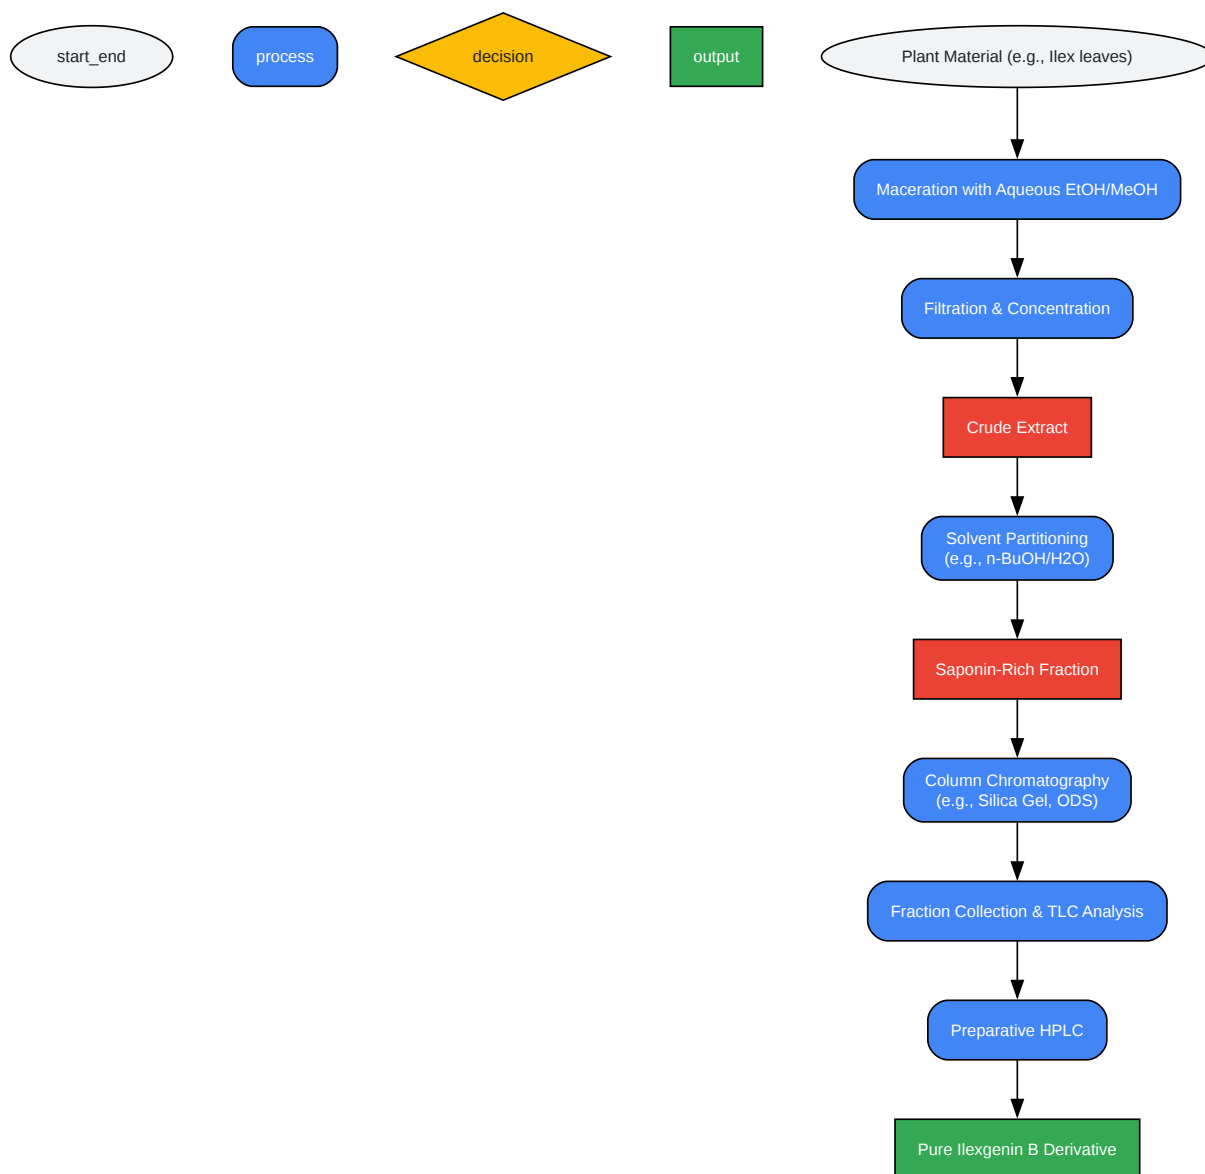 start_end
process
decision
output
Plant Material (e.g., Ilex leaves)
Maceration with Aqueous EtOH/MeOH
Filtration & Concentration
Crude Extract
Solvent Partitioning
(e.g., n-BuOH/H2O)
Saponin-Rich Fraction
Column Chromatography
(e.g., Silica Gel, ODS)
Fraction Collection & TLC Analysis
Preparative HPLC
Pure Ilexgenin B Derivative